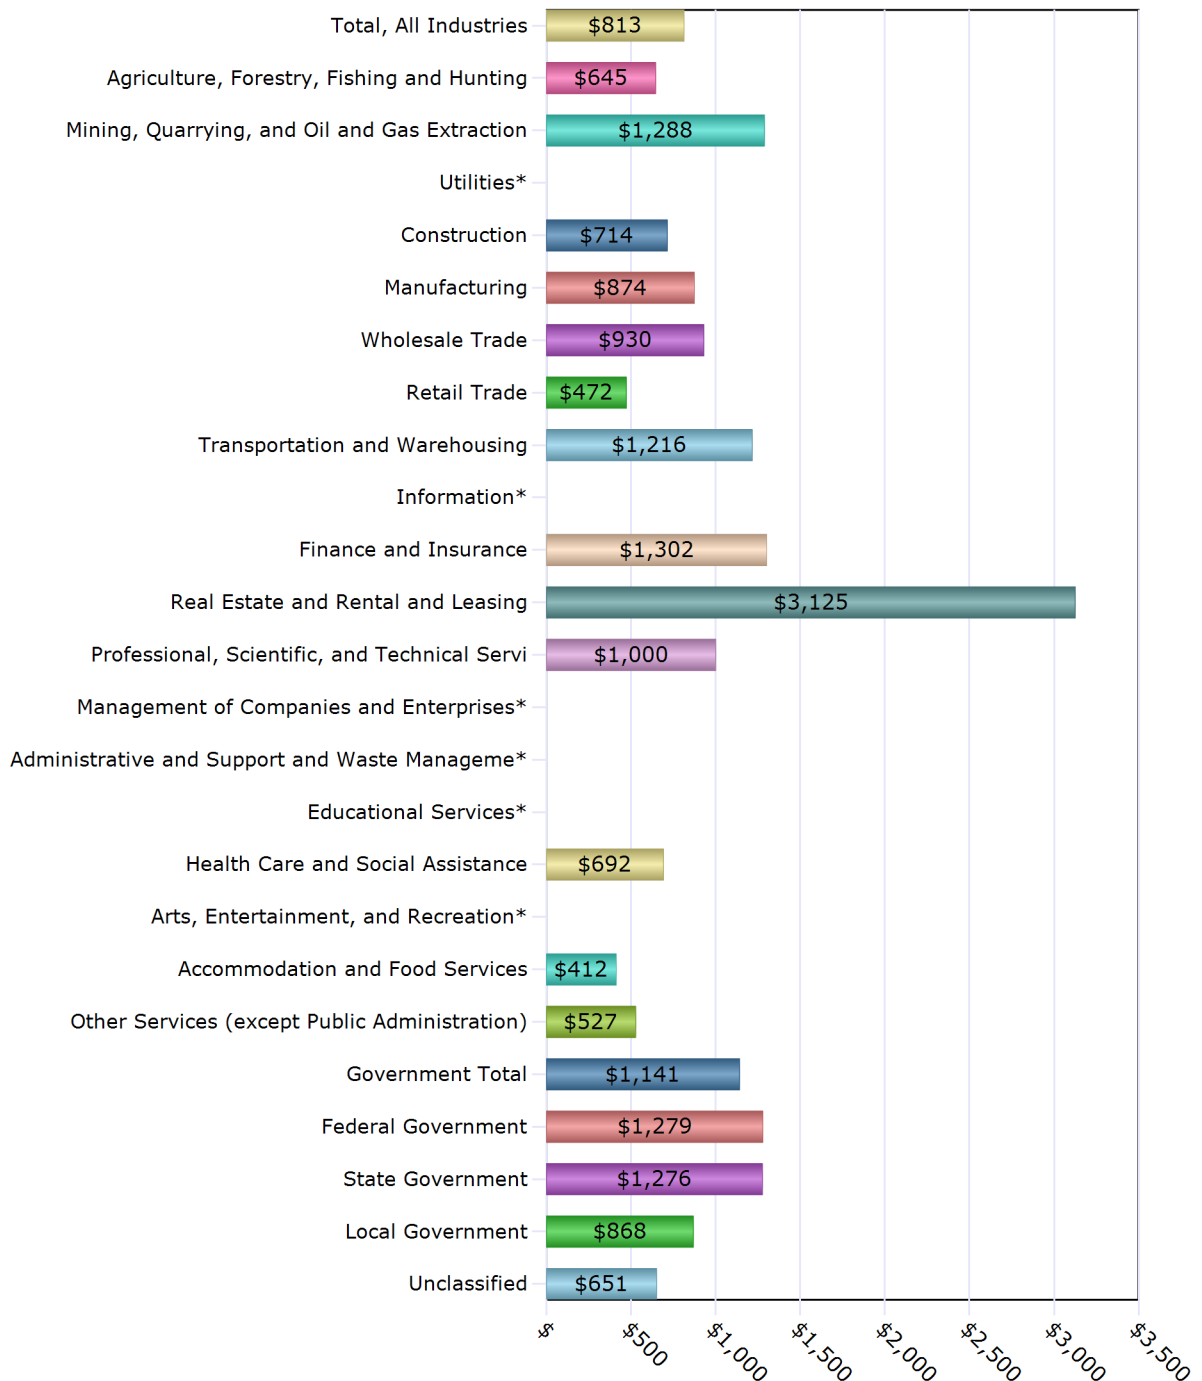 Total, All Industries $813
Agriculture, Forestry, Fishing and Hunting $645
Mining, Quarrying, and Oil and Gas Extraction $1,288
Utilities*
Construction $714
Manufacturing $874
Wholesale Trade $930
Retail Trade $472
Transportation and Warehousing $1,216
Information*
Finance and Insurance $1,302
Real Estate and Rental and Leasing $3,125
Professional, Scientific, and Technical Servi $1,000
Management of Companies and Enterprises*
Administrative and Support and Waste Manageme*
Educational Services*
Health Care and Social Assistance $692
Arts, Entertainment, and Recreation*
Accommodation and Food Services $412
Other Services (except Public Administration) $527
Government Total $1,141
Federal Government $1,279
State Government $1,276
Local Government $868
Unclassified $651
$ $500 $1,000 $1,500 $2,000 $2,500 $3,000 $3,500